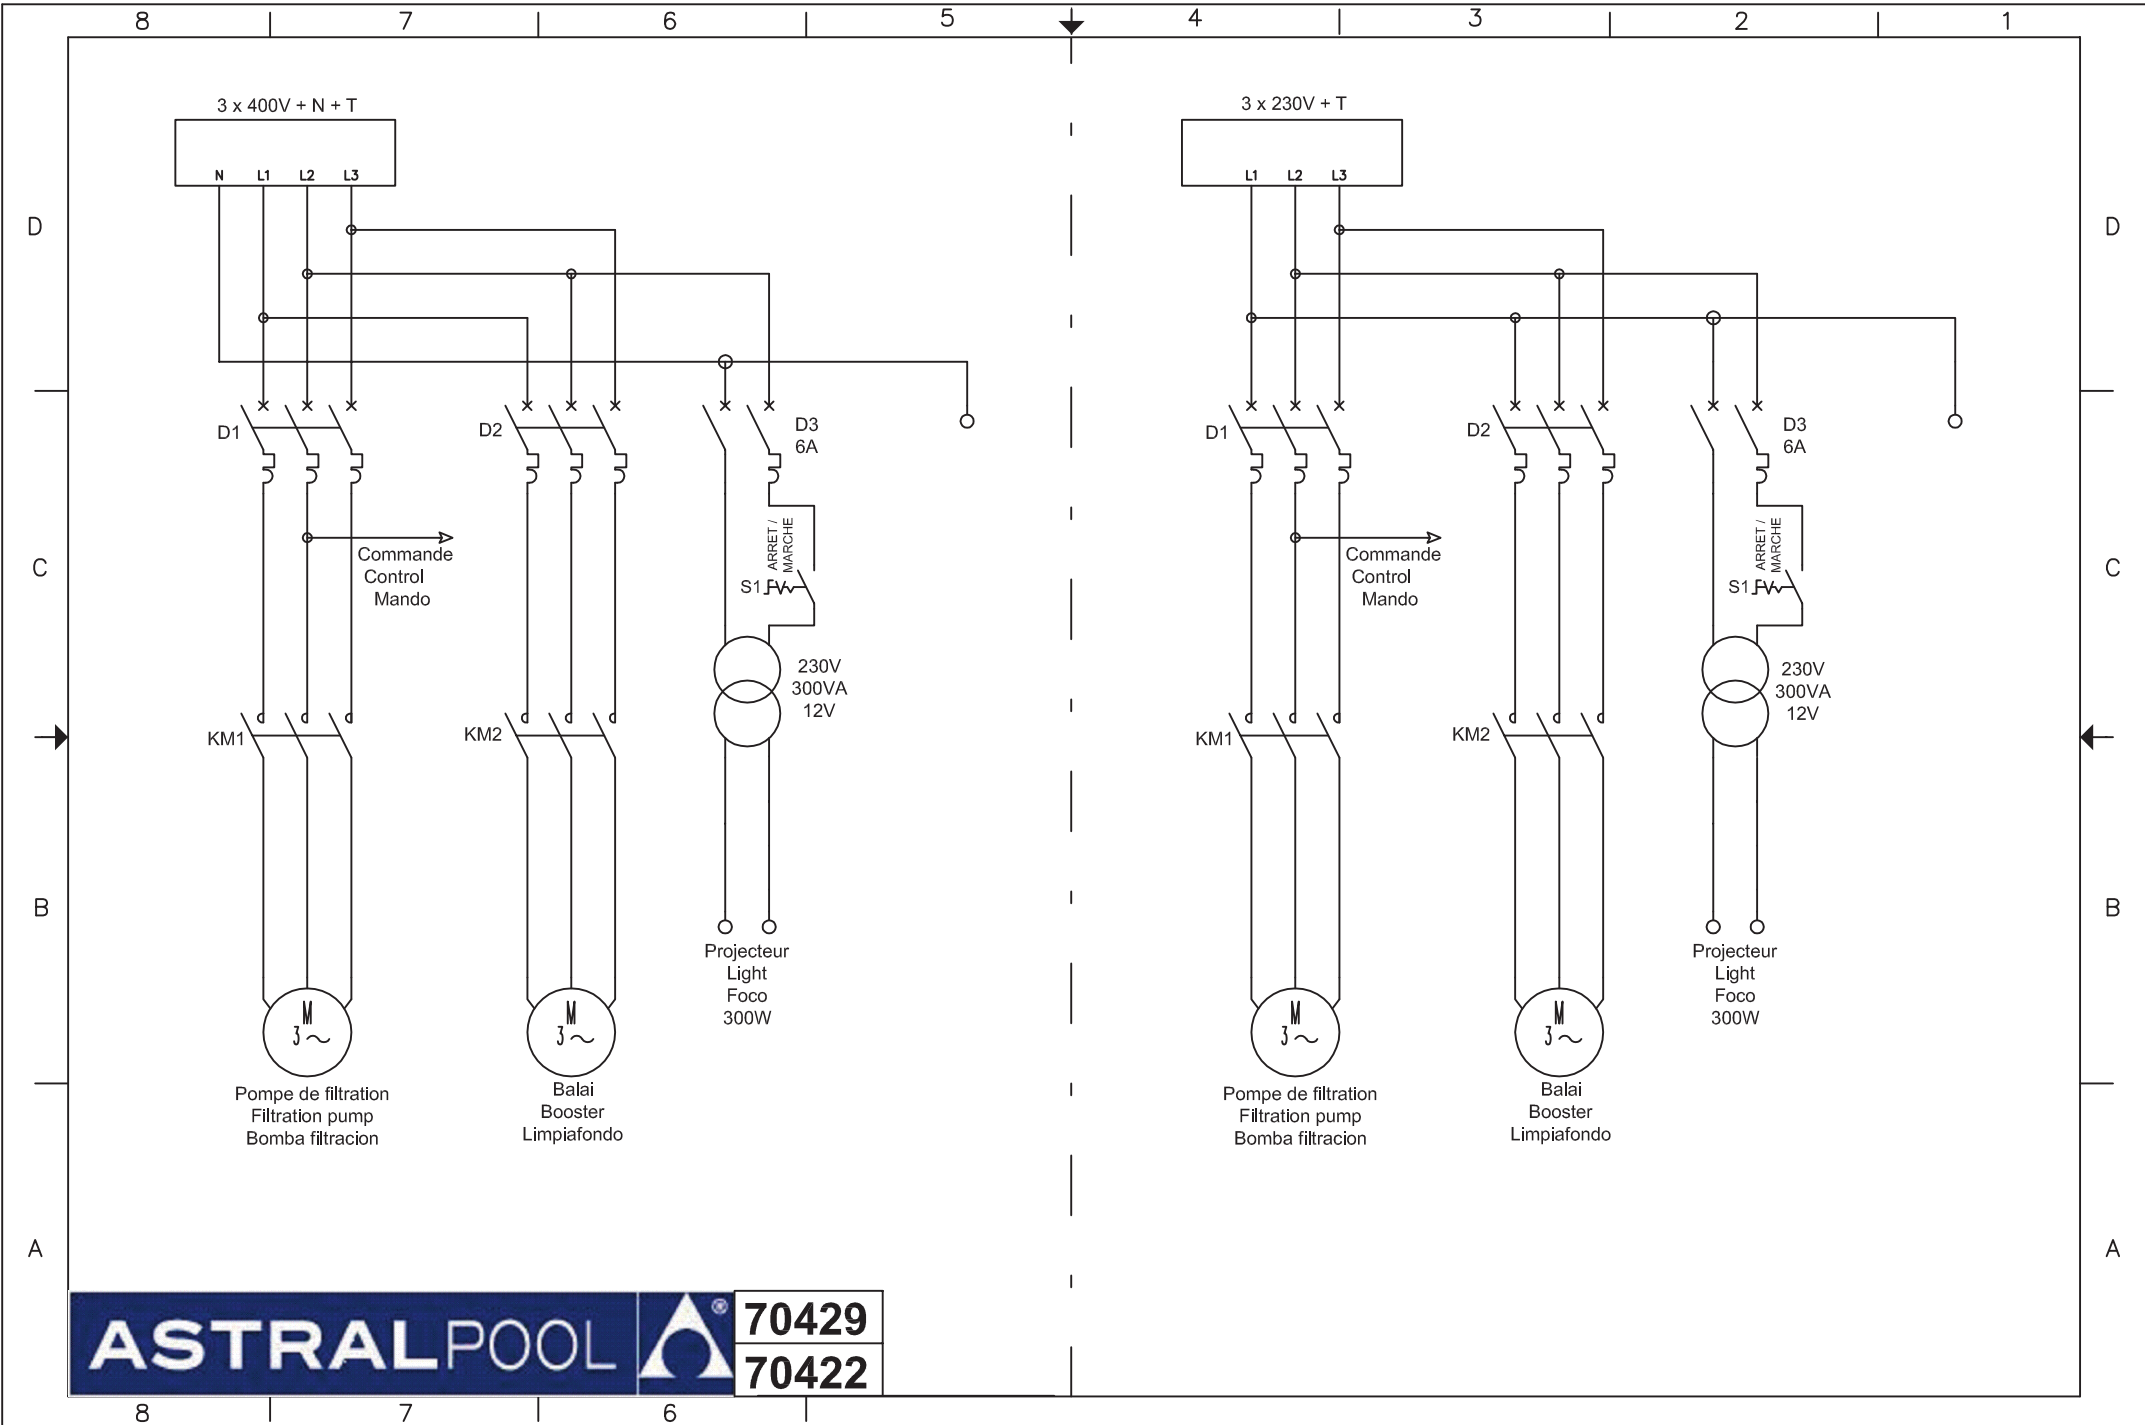 8 7 6 5 4 3 2 1
3 x 400V + N + T
N L1 L2 L3
D
D1
D2
D3
6A
Commande
Control
Mando
ARRET /
MARCHE
S1
C
230V
300VA
12V
KM1
KM2
B
Projecteur
Light
Foco
300W
M
3~
M
3~
Pompe de filtration
Filtration pump
Bomba filtracion
Balai
Booster
Limpiafondo
A
3 x 230V + T
L1 L2 L3
D
D1
D2
D3
6A
Commande
Control
Mando
ARRET /
MARCHE
S1
C
230V
300VA
12V
KM1
KM2
B
Projecteur
Light
Foco
300W
M
3~
M
3~
Pompe de filtration
Filtration pump
Bomba filtracion
Balai
Booster
Limpiafondo
A
ASTRALPOOL ®
70429
70422
8 7 6